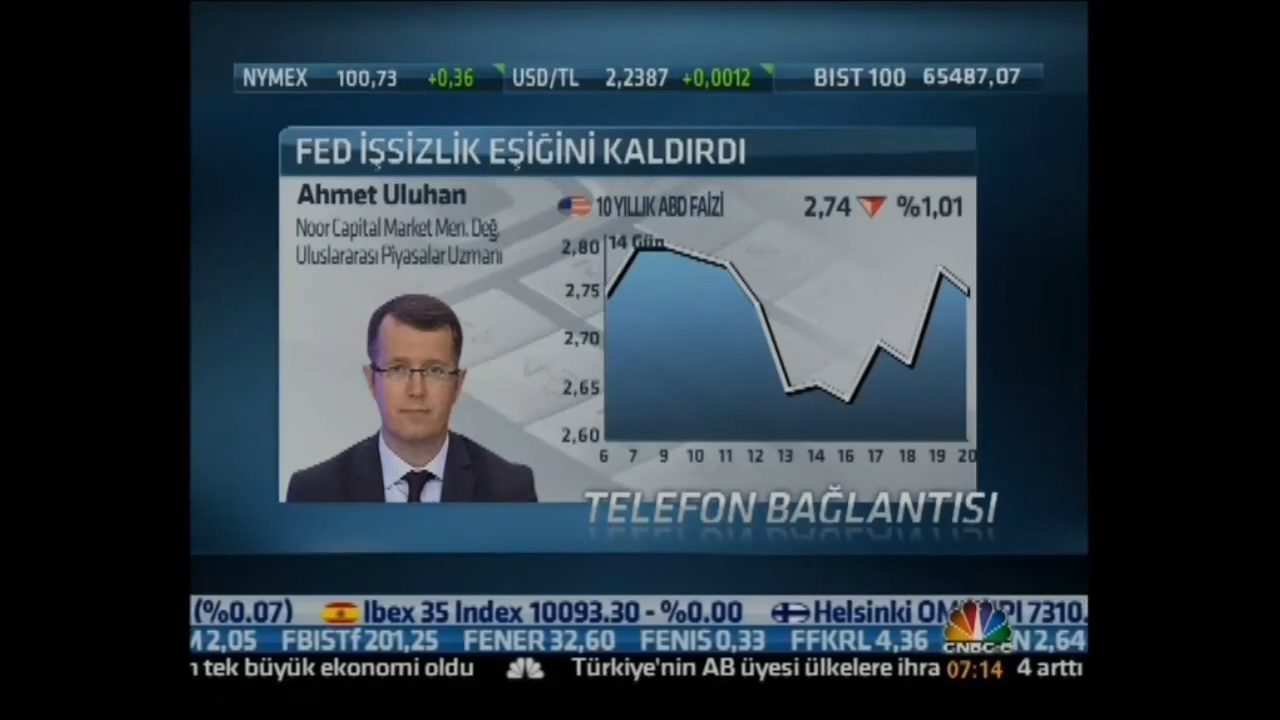 NYMEX 100,73 +0,36 USD/TL 2,2387 +0,0012 BIST 100 65487,07
FED İŞSİZLİK EŞİĞİNİ KALDIRDI
Ahmet Uluhan
Noor Capital Market Men. Değ.
Uluslararası Piyasalar Uzmanı
10 YILLIK ABD FAİZİ 2,74 %1,01
14 Gün
2,80
2,75
2,70
2,65
2,60
6 7 9 10 11 12 13 14 16 17 18 19 20
TELEFON BAĞLANTISI
(%0.07) Ibex 35 Index 10093.30 - %0.00 Helsinki 7310.
2,05 FBISTf 201,25 FENER 32,60 FENIS 0,33 FFKRL 4,36 2,64
tek büyük ekonomi oldu Türkiye'nin AB üyesi ülkelere ihra 07:14 4 arttı